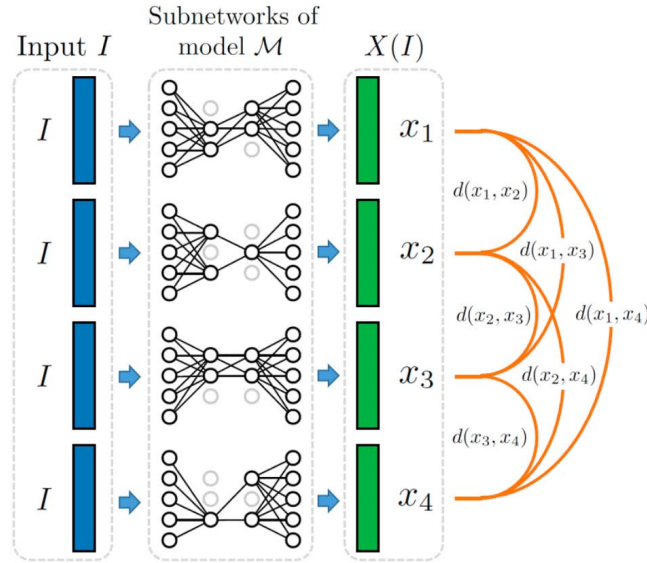 Subnetworks of
model M
Input I
X(I)
I
x₁
d(x₁, x₂)
I
x₂
d(x₁, x₃)
d(x₂, x₃)
d(x₁, x₄)
I
x₃
d(x₂, x₄)
d(x₃, x₄)
I
x₄